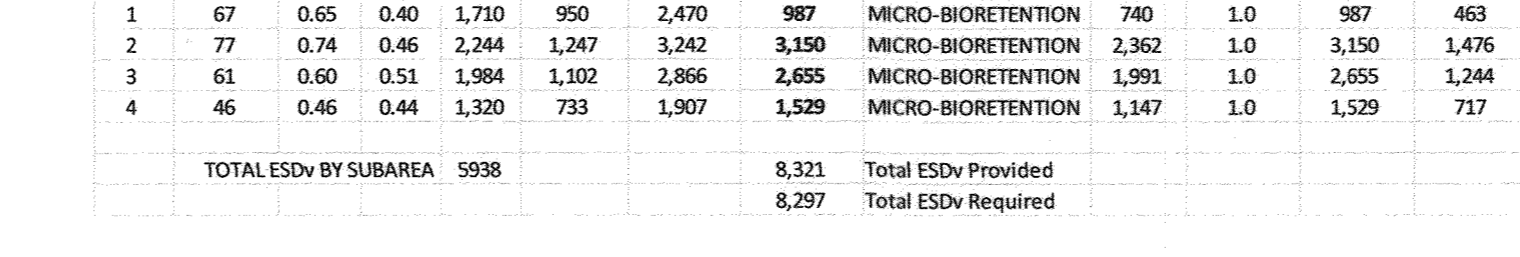 1 67 0.65 0.40 1,710 950 2,470 987 MICRO-BIORETENTION 740 1.0 987 463
2 77 0.74 0.46 2,244 1,247 3,242 3,150 MICRO-BIORETENTION 2,362 1.0 3,150 1,476
3 61 0.60 0.51 1,984 1,102 2,866 2,655 MICRO-BIORETENTION 1,991 1.0 2,655 1,244
4 46 0.46 0.44 1,320 733 1,907 1,529 MICRO-BIORETENTION 1,147 1.0 1,529 717
TOTAL ESDv BY SUBAREA 5938 8,321 Total ESDv Provided
8,297 Total ESDv Required